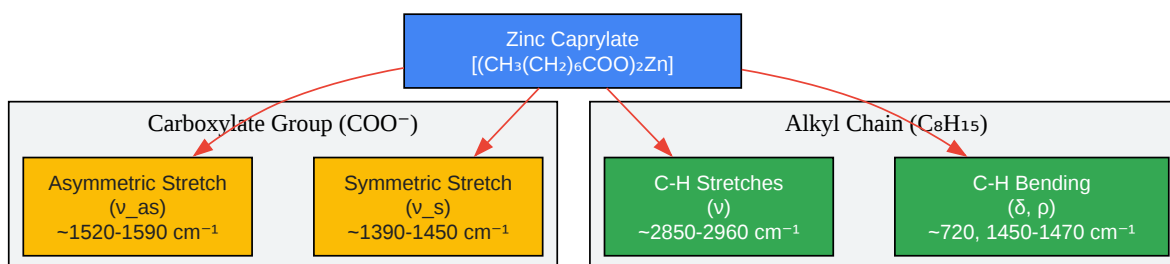 Zinc Caprylate
[(CH₃(CH₂)₆COO)₂Zn]
Carboxylate Group (COO⁻)
Asymmetric Stretch
(ν_as)
~1520-1590 cm⁻¹
Symmetric Stretch
(ν_s)
~1390-1450 cm⁻¹
Alkyl Chain (C₈H₁₅)
C-H Stretches
(ν)
~2850-2960 cm⁻¹
C-H Bending
(δ, ρ)
~720, 1450-1470 cm⁻¹